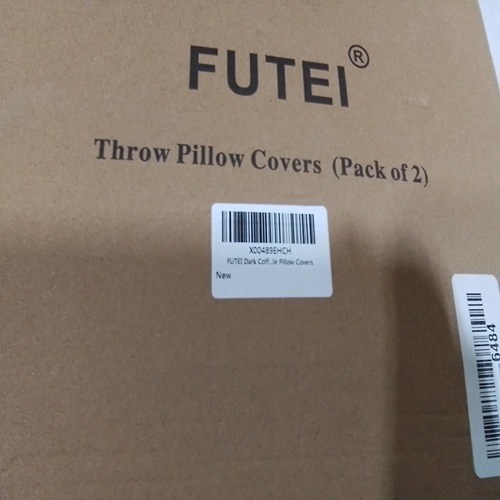 FUTEI®
Throw Pillow Covers (Pack of 2)
X00489EHCH
FUTEI Dark Coff...le Pillow Covers
New
6484